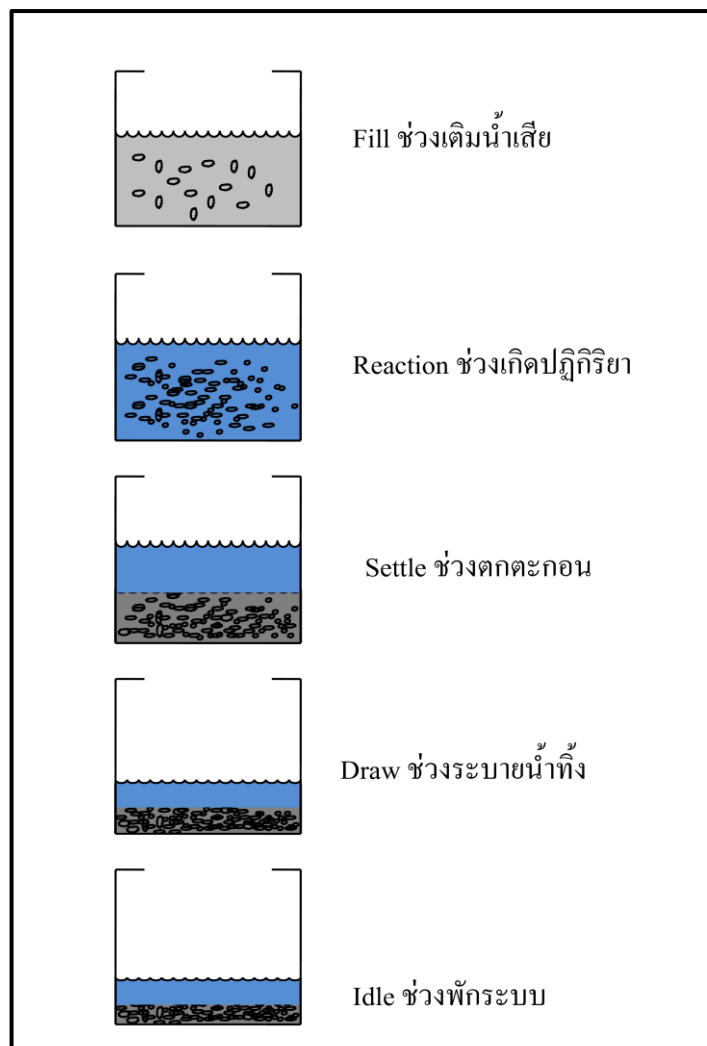 Fill ช่วงเติมน้ำเสีย
Reaction ช่วงเกิดปฏิกิริยา
Settle ช่วงตกตะกอน
Draw ช่วงระบายน้ำทิ้ง
Idle ช่วงพักระบบ